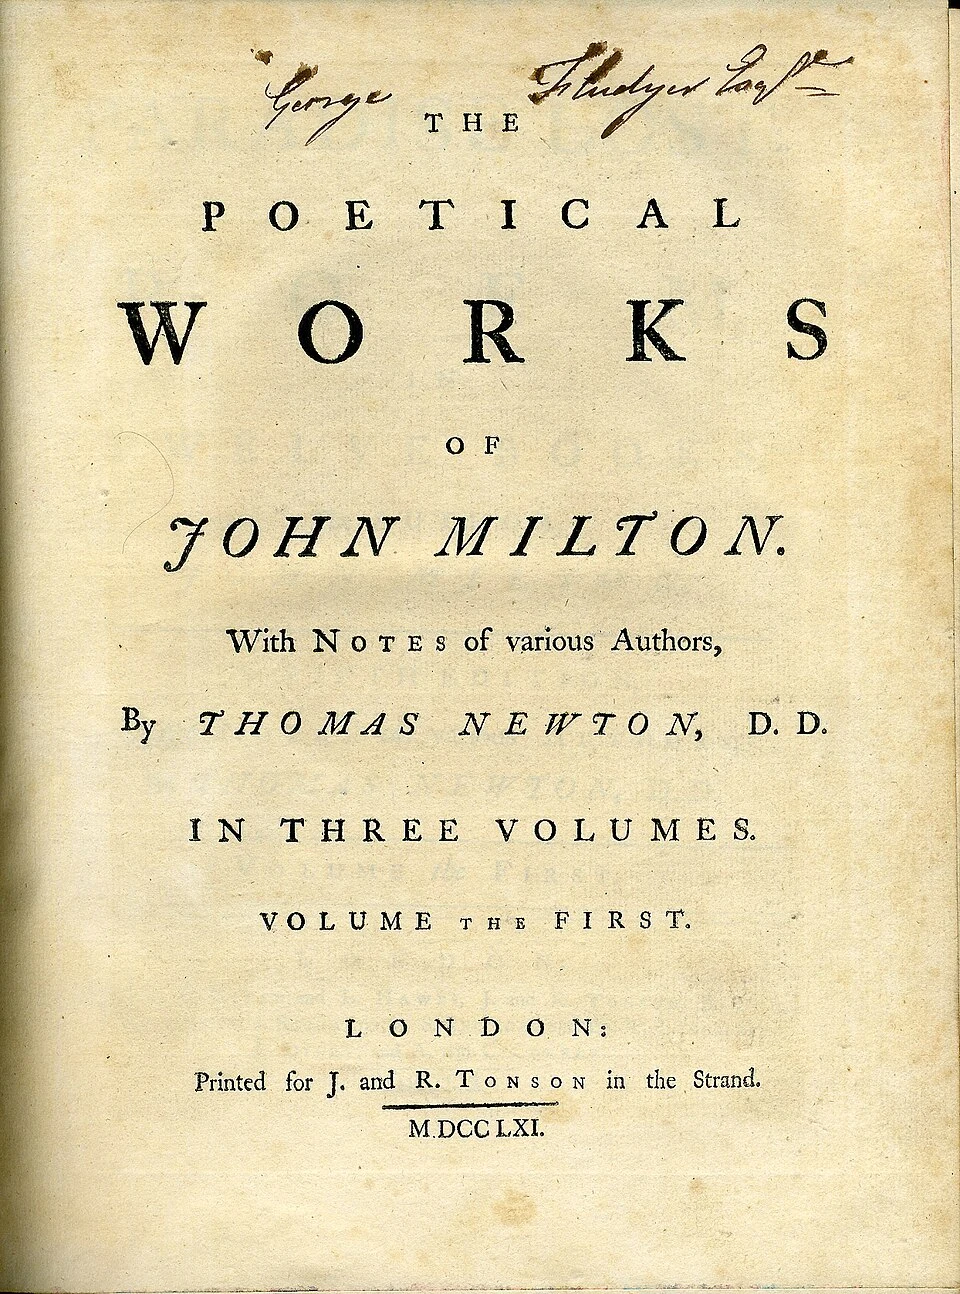 George Fludyer Esqre
THE
POETICAL
WORKS
OF
JOHN MILTON.
With NOTES of various Authors,
By THOMAS NEWTON, D. D.
IN THREE VOLUMES.
VOLUME THE FIRST.
LONDON:
Printed for J. and R. TONSON in the Strand.
M.DCC LXI.